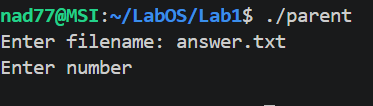 nad77@MSI:~/LabOS/Lab1$ ./parent
Enter filename: answer.txt
Enter number